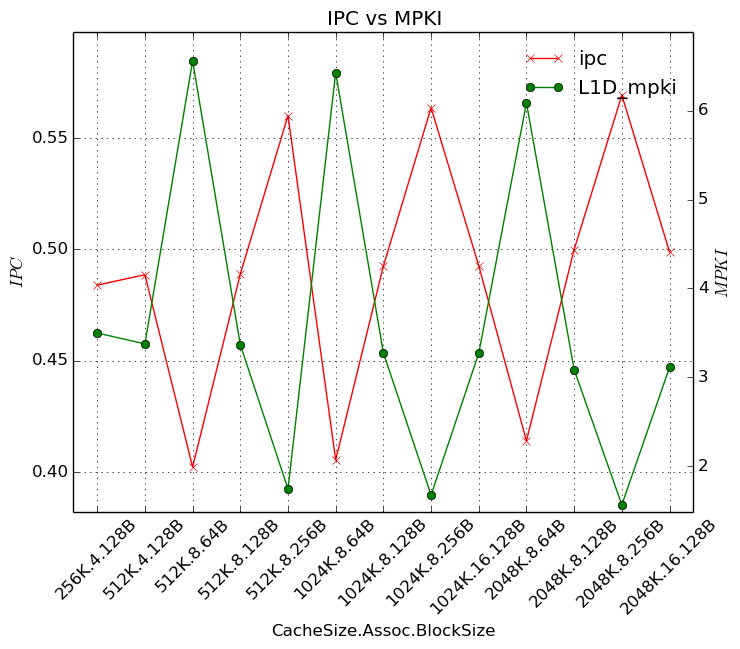 IPC vs MPKI
ipc
L1D_mpki
0.55
0.50
0.45
0.40
IPC
6
5
4
3
2
MPKI
256K.4.128B
512K.4.128B
512K.8.64B
512K.8.128B
512K.8.256B
1024K.8.64B
1024K.8.128B
1024K.8.256B
1024K.16.128B
2048K.8.64B
2048K.8.128B
2048K.8.256B
2048K.16.128B
CacheSize.Assoc.BlockSize